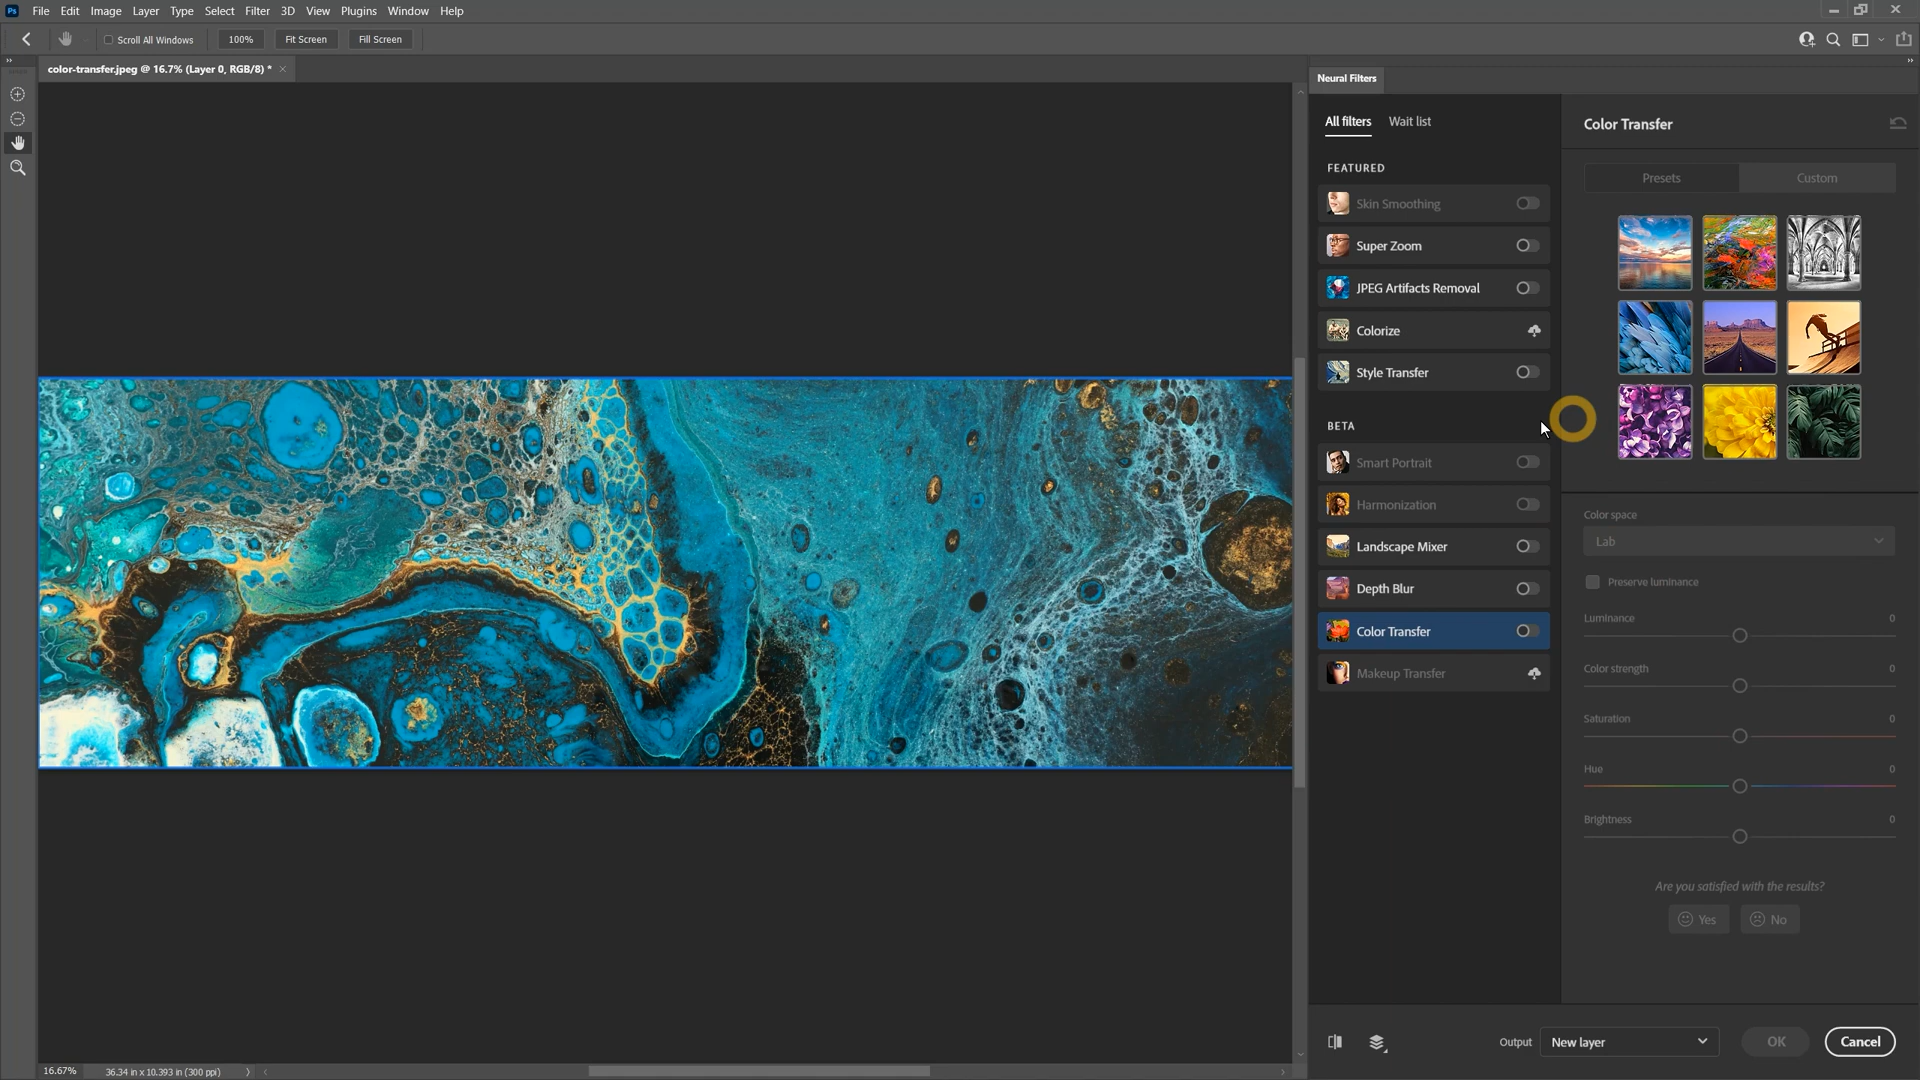 Ps File Edit Image Layer Type Select Filter 3D View Plugins Window Help
Scroll All Windows 100% Fit Screen Fill Screen
color-transfer.jpeg @ 16.7% (Layer 0, RGB/8) *
Neural Filters
All filters Wait list
FEATURED
Skin Smoothing
Super Zoom
JPEG Artifacts Removal
Colorize
Style Transfer
BETA
Smart Portrait
Harmonization
Landscape Mixer
Depth Blur
Color Transfer
Makeup Transfer
Color Transfer
Presets Custom
Color space
Lab
Preserve luminance
Luminance 0
Color strength 0
Saturation 0
Hue 0
Brightness 0
Are you satisfied with the results?
Yes No
Output New layer OK Cancel
16.67% 36.34 in x 10.393 in (300 ppi)